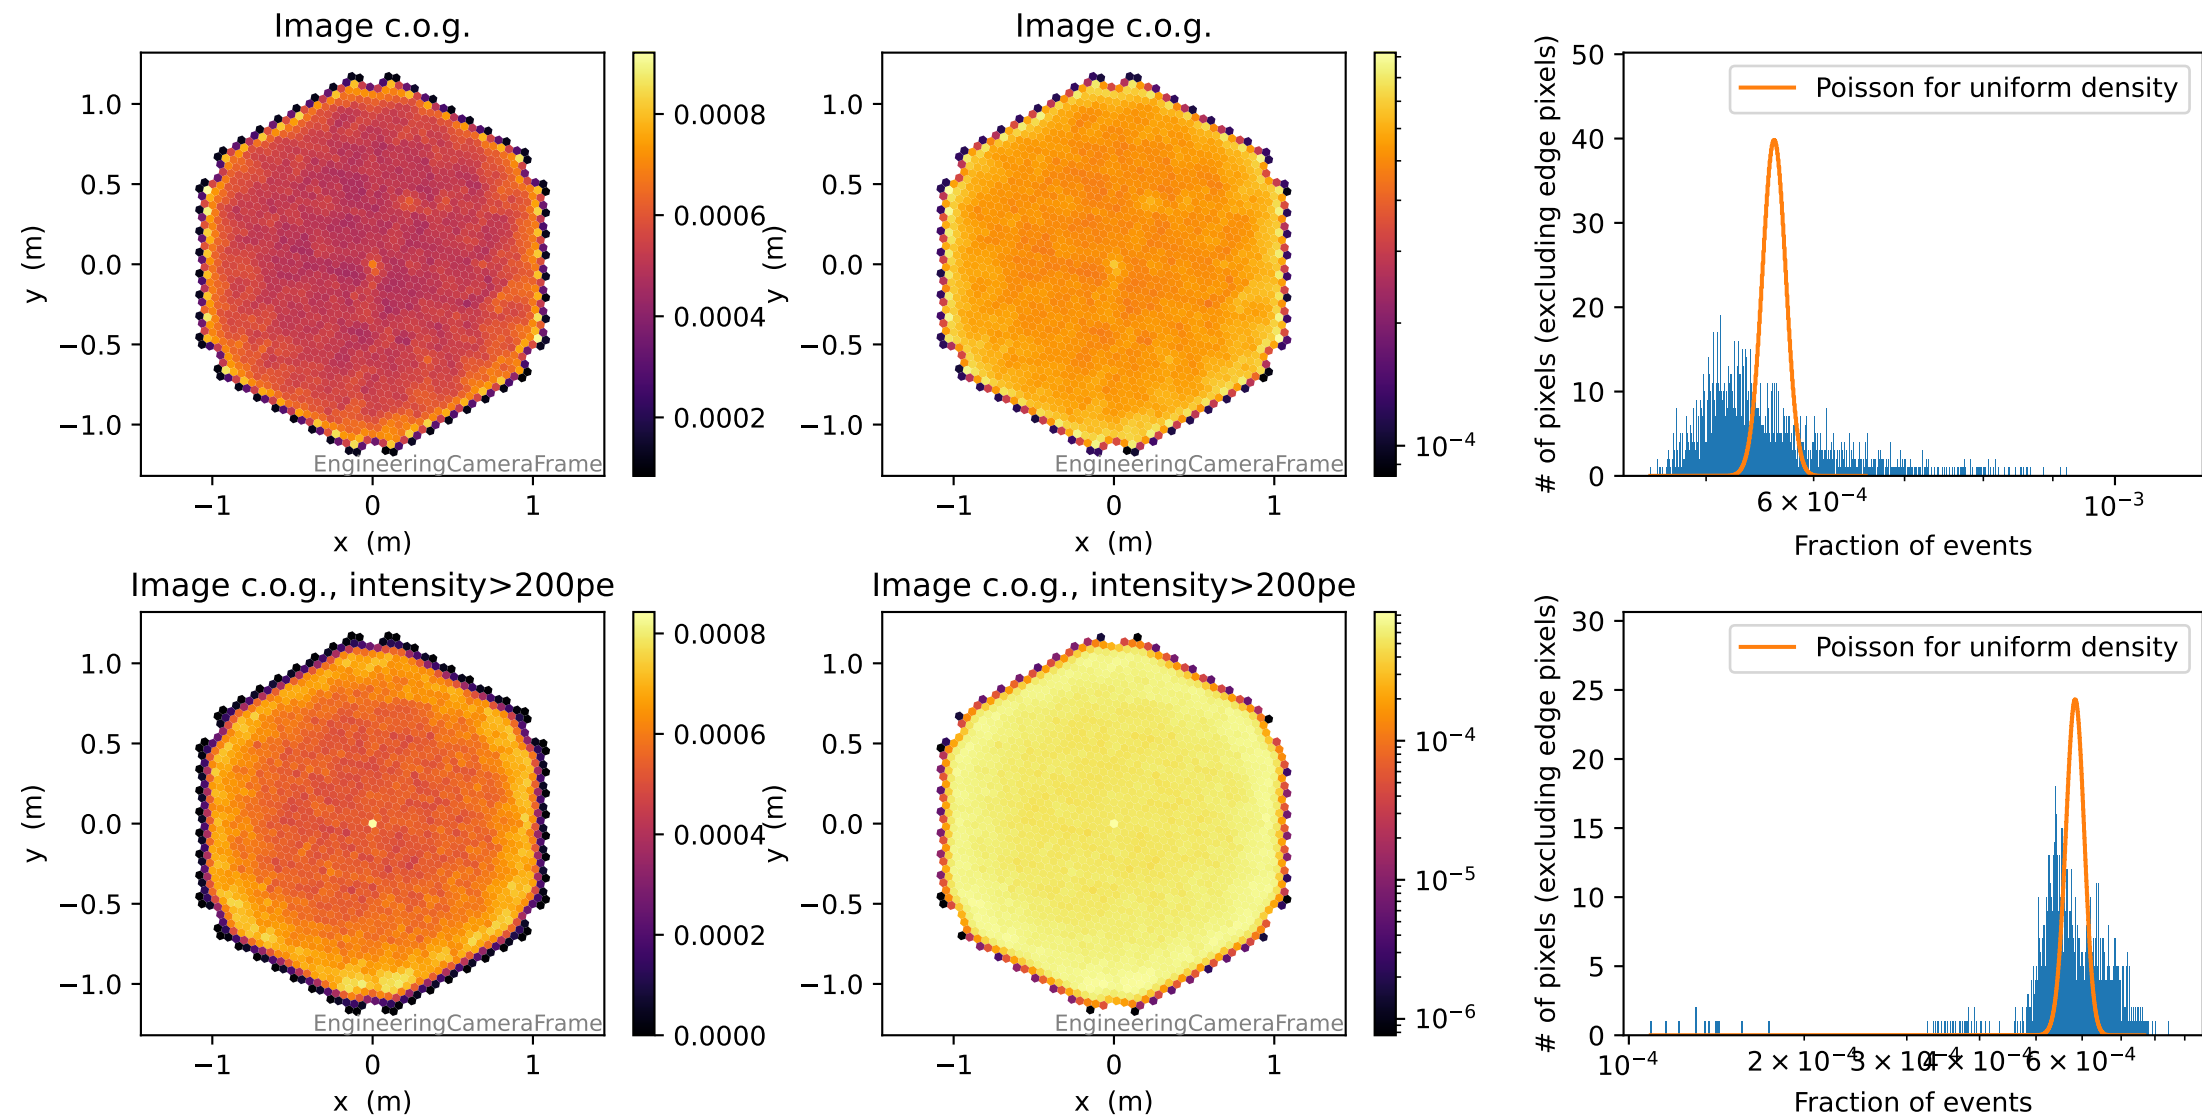 Image c.o.g.
1.0
0.5
0.0
−0.5
−1.0
y (m)
−1
0
1
x (m)
EngineeringCameraFrame
0.0008
0.0006
0.0004
0.0002
Image c.o.g.
1.0
0.5
0.0
−0.5
−1.0
y (m)
−1
0
1
x (m)
EngineeringCameraFrame
10⁻⁴
50
40
30
20
10
0
# of pixels (excluding edge pixels)
Poisson for uniform density
6 × 10⁻⁴
10⁻³
Fraction of events
Image c.o.g., intensity>200pe
1.0
0.5
0.0
−0.5
−1.0
y (m)
−1
0
1
x (m)
EngineeringCameraFrame
0.0008
0.0006
0.0004
0.0002
0.0000
Image c.o.g., intensity>200pe
1.0
0.5
0.0
−0.5
−1.0
y (m)
−1
0
1
x (m)
EngineeringCameraFrame
10⁻⁴
10⁻⁵
10⁻⁶
30
25
20
15
10
5
0
# of pixels (excluding edge pixels)
Poisson for uniform density
10⁻⁴
2 × 10⁻⁴
3 × 10⁻⁴
4 × 10⁻⁴
6 × 10⁻⁴
Fraction of events